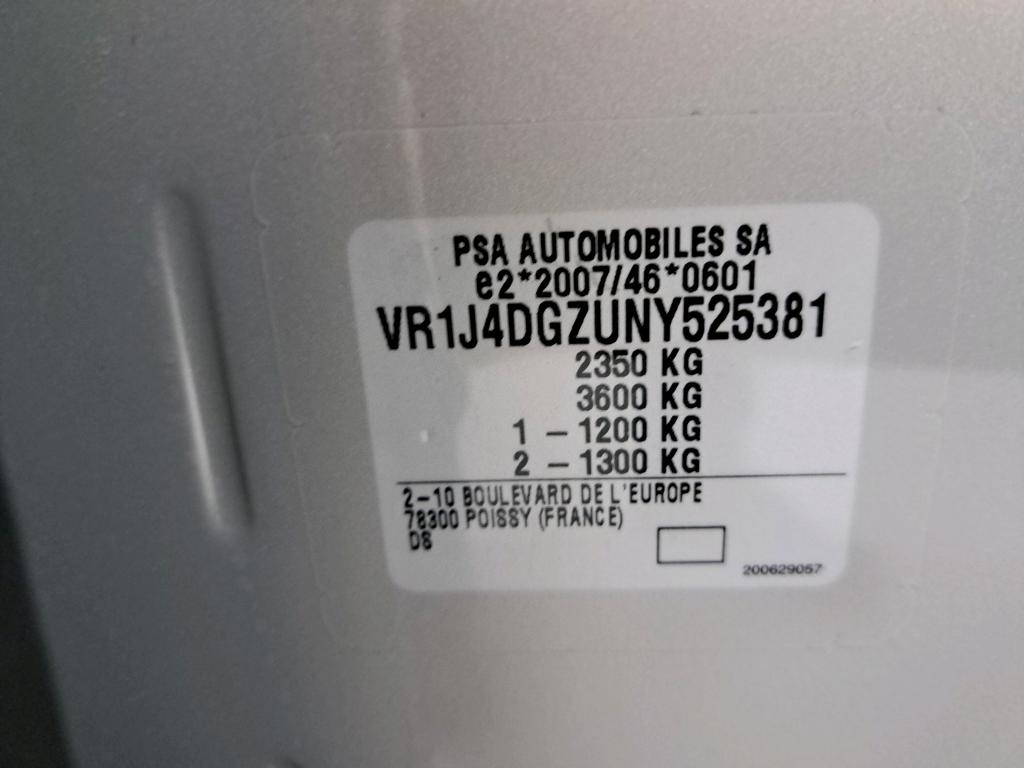 PSA AUTOMOBILES SA
e2*2007/46*0601
VR1J4DGZUNY525381
2350 KG
3600 KG
1 – 1200 KG
2 – 1300 KG
2–10 BOULEVARD DE L'EUROPE
78300 POISSY (FRANCE)
DS
200629057